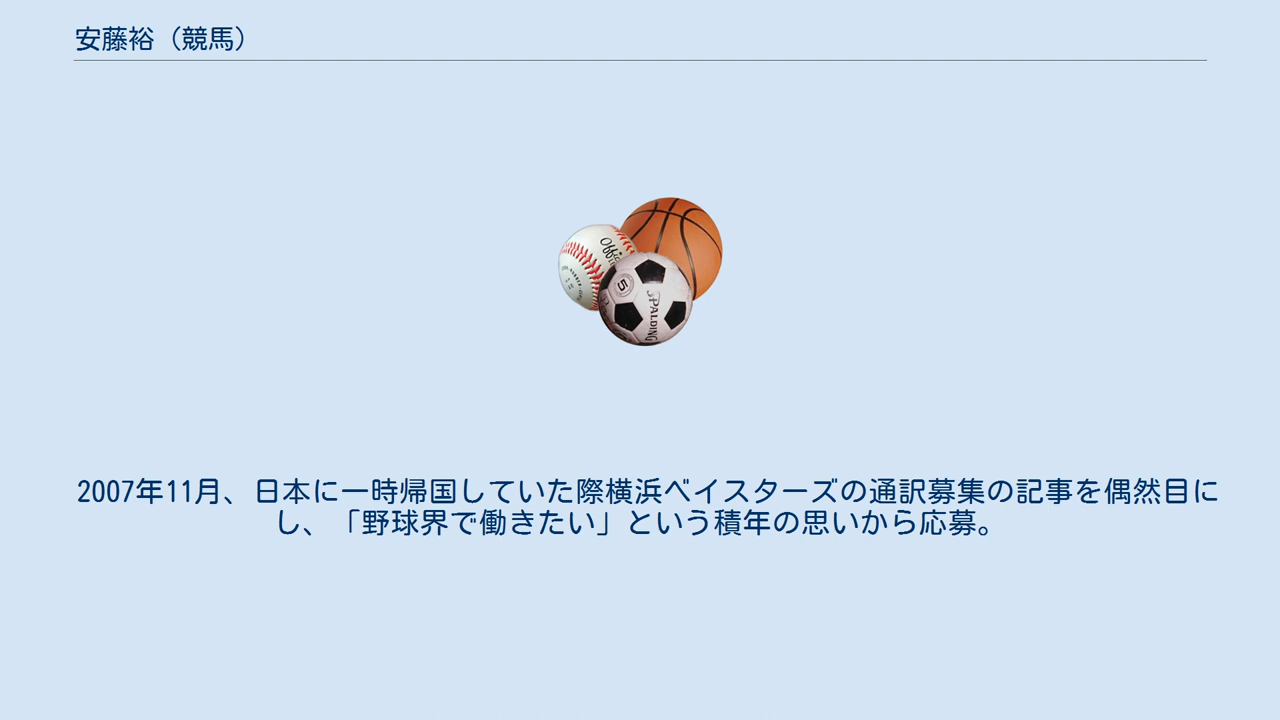 安藤裕（競馬）
Offic
5
SPALDING
2007年11月、日本に一時帰国していた際横浜ベイスターズの通訳募集の記事を偶然目に
し、「野球界で働きたい」という積年の思いから応募。